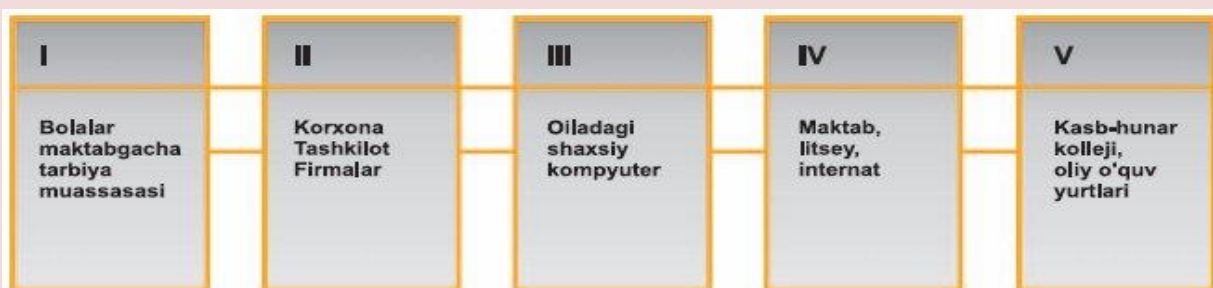 I
Bolalar
maktabgacha
tarbiya
muassasasi
II
Korxona
Tashkilot
Firmalar
III
Oiladagi
shaxsiy
kompyuter
IV
Maktab,
litsey,
internat
V
Kasb-hunar
kolleji,
oliy o'quv
yurtlari